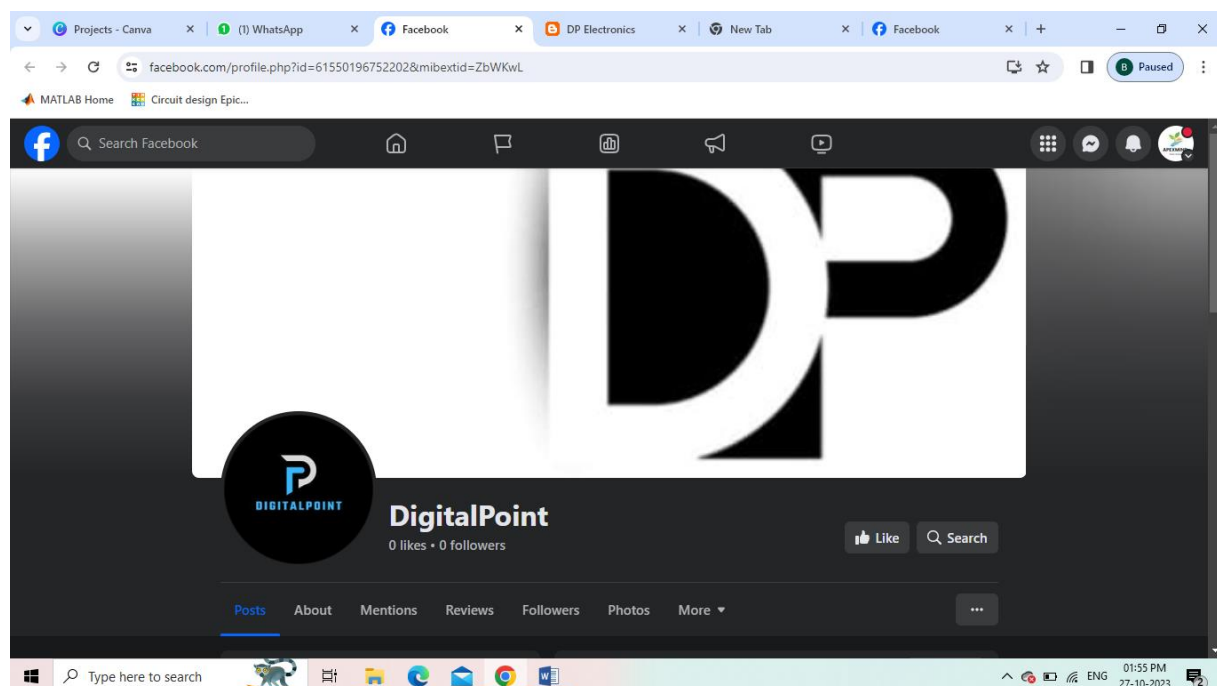 Projects - Canva
(1) WhatsApp
Facebook
DP Electronics
New Tab
Facebook
facebook.com/profile.php?id=61550196752202&mibextid=ZbWKwL
B Paused
MATLAB Home
Circuit design Epic...
Search Facebook
DP
DIGITALPOINT
DigitalPoint
0 likes • 0 followers
Like
Search
Posts
About
Mentions
Reviews
Followers
Photos
More
Type here to search
ENG
01:55 PM
27-10-2023
2